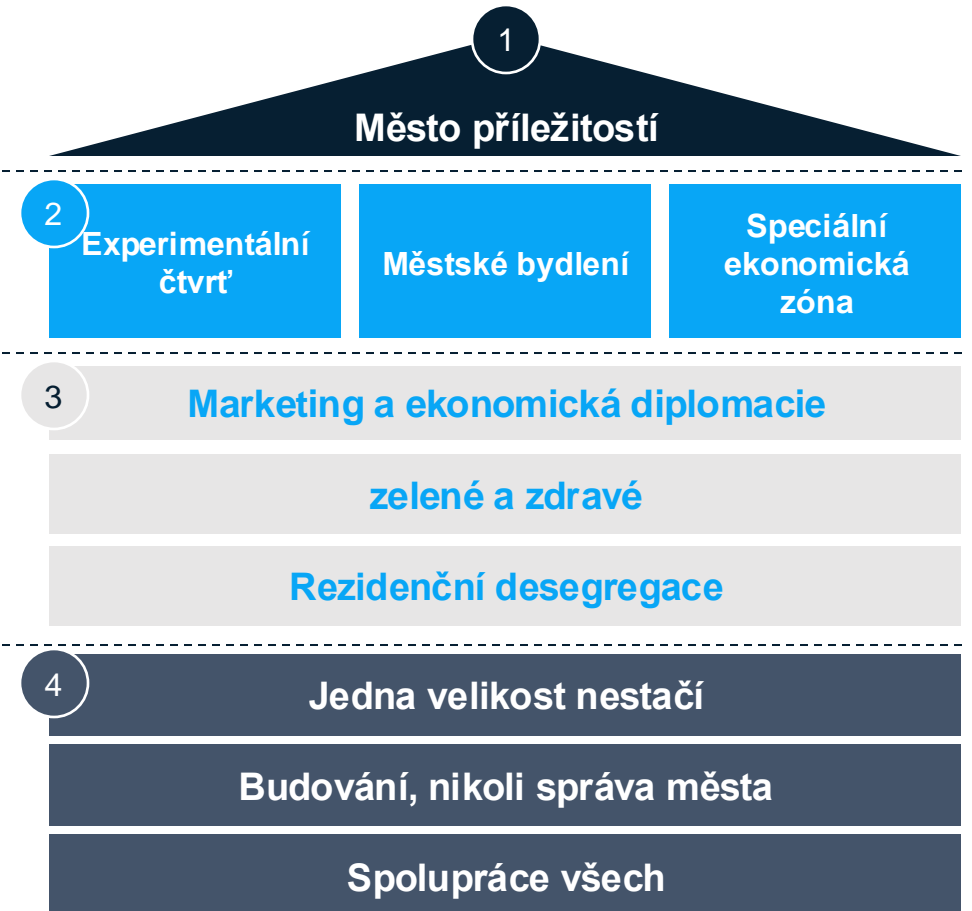 1
Město příležitostí
2
Experimentální
čtvrť
Městské bydlení
Speciální
ekonomická
zóna
3
Marketing a ekonomická diplomacie
zelené a zdravé
Rezidenční desegregace
4
Jedna velikost nestačí
Budování, nikoli správa města
Spolupráce všech